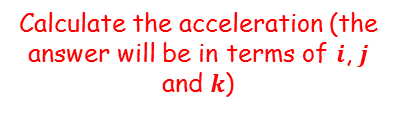 Calculate the acceleration (the
answer will be in terms of i, j
and k)